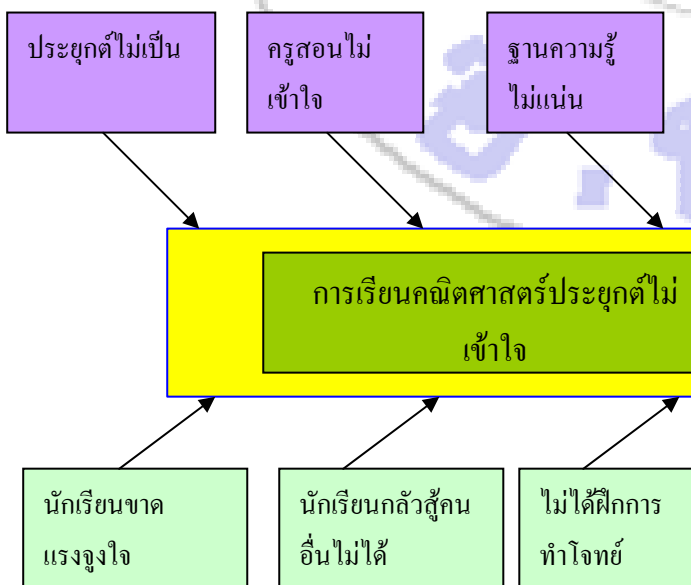 ประยุกต์ไม่เป็น
ครูสอนไม่
เข้าใจ
ฐานความรู้
ไม่แน่น
การเรียนคณิตศาสตร์ประยุกต์ไม่
เข้าใจ
นักเรียนขาด
แรงจูงใจ
นักเรียนกลัวสู้คน
อื่นไม่ได้
ไม่ได้ฝึกการ
ทำโจทย์